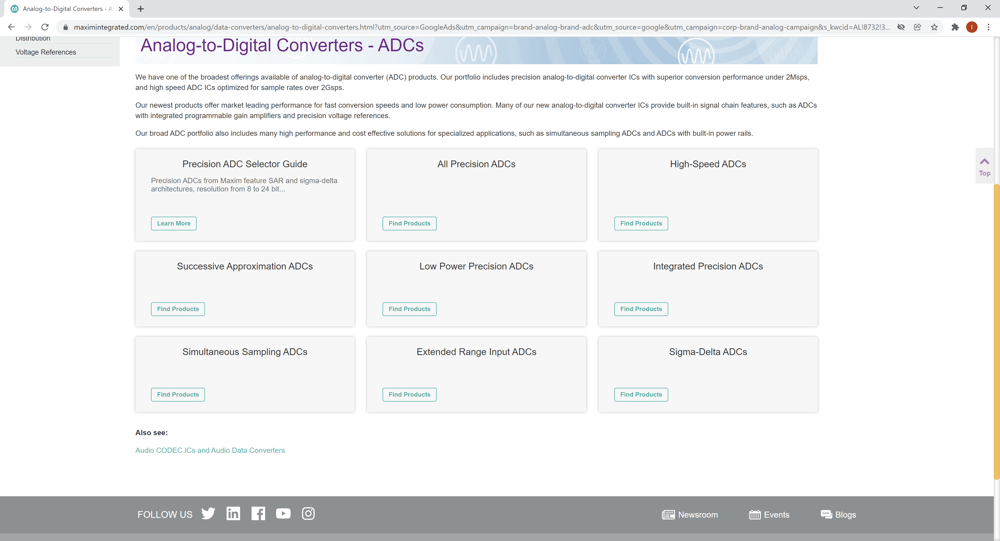 Analog-to-Digital Converters - A
maximintegrated.com/en/products/analog/data-converters/analog-to-digital-converters.html?utm_source=GoogleAds&utm_campaign=brand-analog-brand-adc&utm_source=google&utm_campaign=corp-brand-analog-campaign&s_kwcid=AL!8732!3...
I
Distribution
Voltage References
Analog-to-Digital Converters - ADCs
We have one of the broadest offerings available of analog-to-digital converter (ADC) products. Our portfolio includes precision analog-to-digital converter ICs with superior conversion performance under 2Msps,
and high speed ADC ICs optimized for sample rates over 2Gsps.
Our newest products offer market leading performance for fast conversion speeds and low power consumption. Many of our new analog-to-digital converter ICs provide built-in signal chain features, such as ADCs
with integrated programmable gain amplifiers and precision voltage references.
Our broad ADC portfolio also includes many high performance and cost effective solutions for specialized applications, such as simultaneous sampling ADCs and ADCs with built-in power rails.
Precision ADC Selector Guide
Precision ADCs from Maxim feature SAR and sigma-delta
architectures, resolution from 8 to 24 bit...
Learn More
All Precision ADCs
Find Products
High-Speed ADCs
Find Products
Top
Successive Approximation ADCs
Find Products
Low Power Precision ADCs
Find Products
Integrated Precision ADCs
Find Products
Simultaneous Sampling ADCs
Find Products
Extended Range Input ADCs
Find Products
Sigma-Delta ADCs
Find Products
Also see:
Audio CODEC ICs and Audio Data Converters
FOLLOW US
NEWS
Newsroom
Events
Blogs